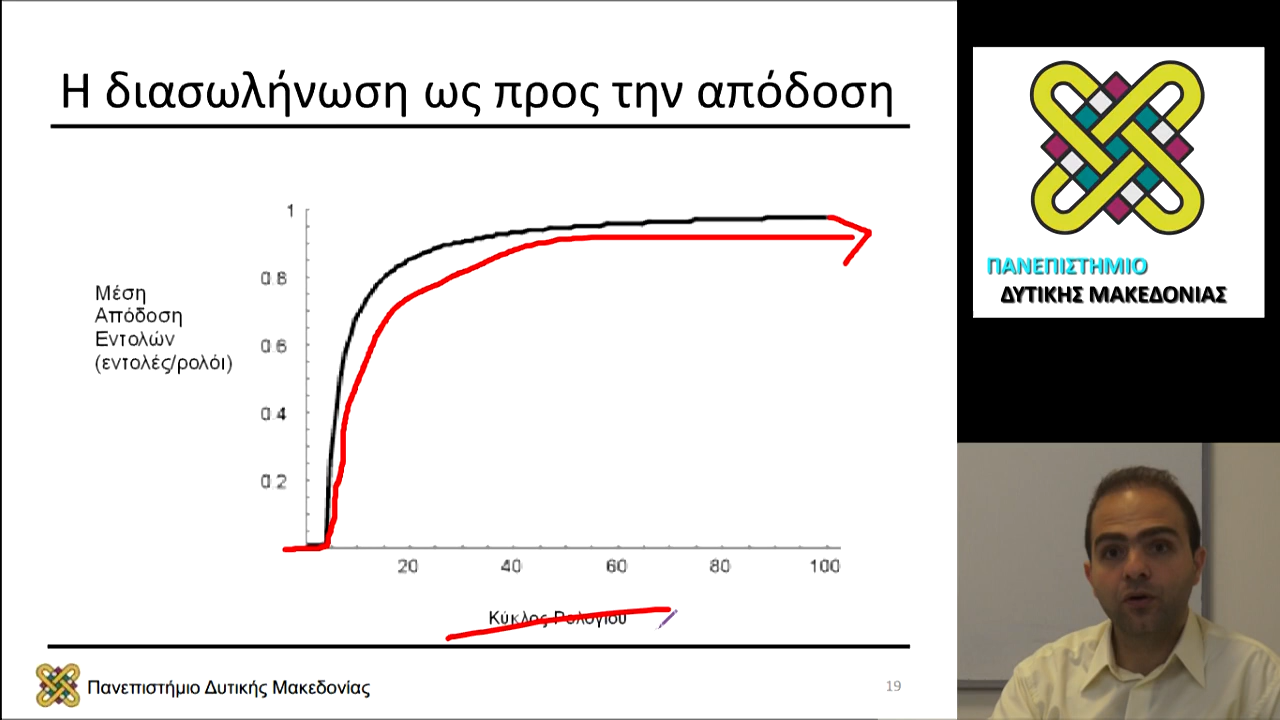 Η διασωλήνωση ως προς την απόδοση
Μέση
Απόδοση
Εντολών
(εντολές/ρολόι)
1
0.8
0.6
0.4
0.2
20 40 60 80 100
Κύκλος Ρολογιού
Πανεπιστήμιο Δυτικής Μακεδονίας
19
ΠΑΝΕΠΙΣΤΗΜΙΟ
ΔΥΤΙΚΗΣ ΜΑΚΕΔΟΝΙΑΣ